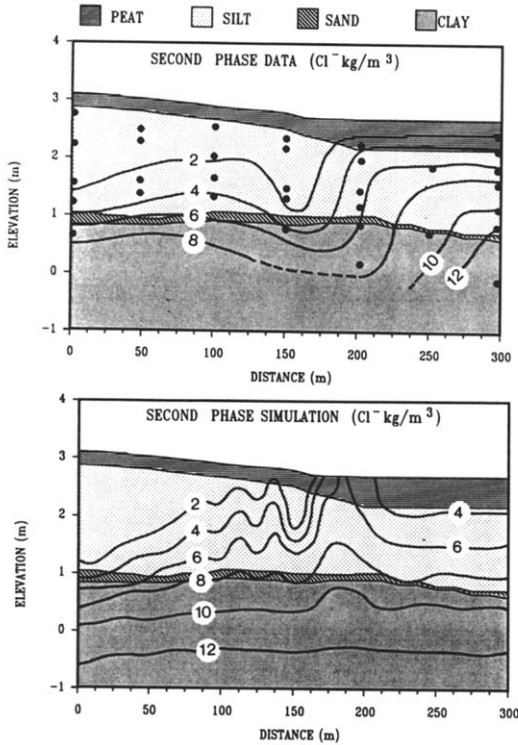 PEAT SILT SAND CLAY
SECOND PHASE DATA (Cl⁻ kg/m³)
4
3
2
1
0
-1
ELEVATION (m)
2
4
6
8
10
12
0 50 100 150 200 250 300
DISTANCE (m)
SECOND PHASE SIMULATION (Cl⁻ kg/m³)
4
3
2
1
0
-1
ELEVATION (m)
2
4
6
8
10
12
4
6
0 50 100 150 200 250 300
DISTANCE (m)